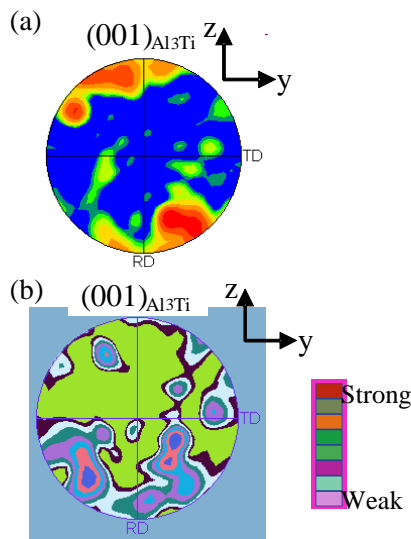 (a)
(001)Al3Ti
z
y
TD
RD
(b)
(001)Al3Ti
z
y
TD
RD
Strong
Weak